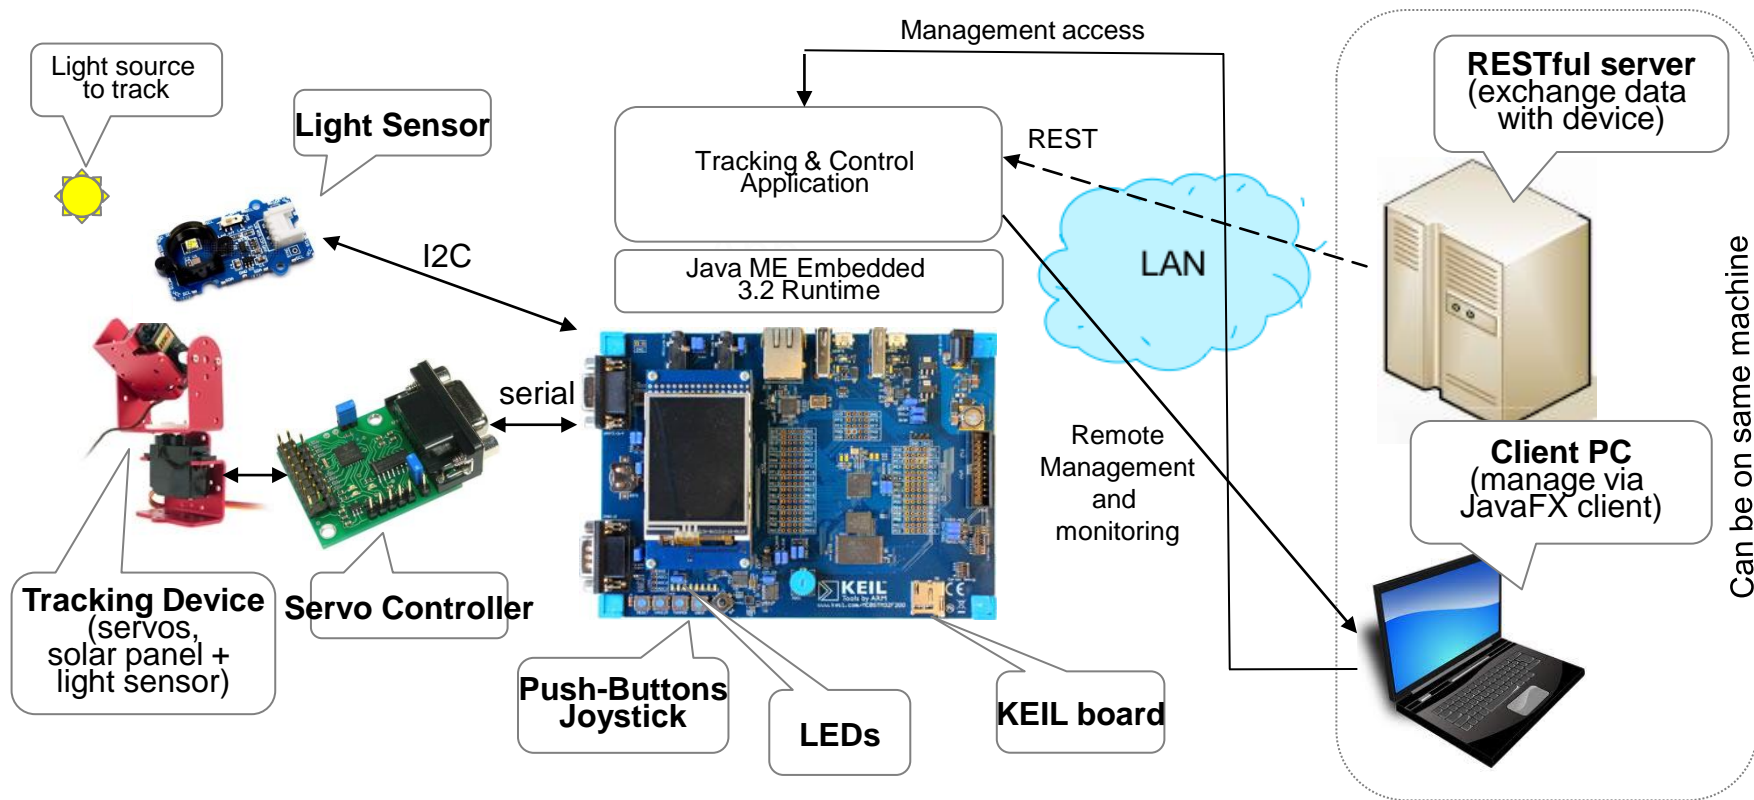 Management access
Light source
to track
Light Sensor
RESTful server
(exchange data
with device)
REST
Tracking & Control
Application
I2C
Java ME Embedded
3.2 Runtime
LAN
Can be on same machine
serial
Remote
Management
and
monitoring
Client PC
(manage via
JavaFX client)
KEIL
Tools by ARM
Tracking Device
(servos,
solar panel +
light sensor)
Servo Controller
Push-Buttons
Joystick
LEDs
KEIL board